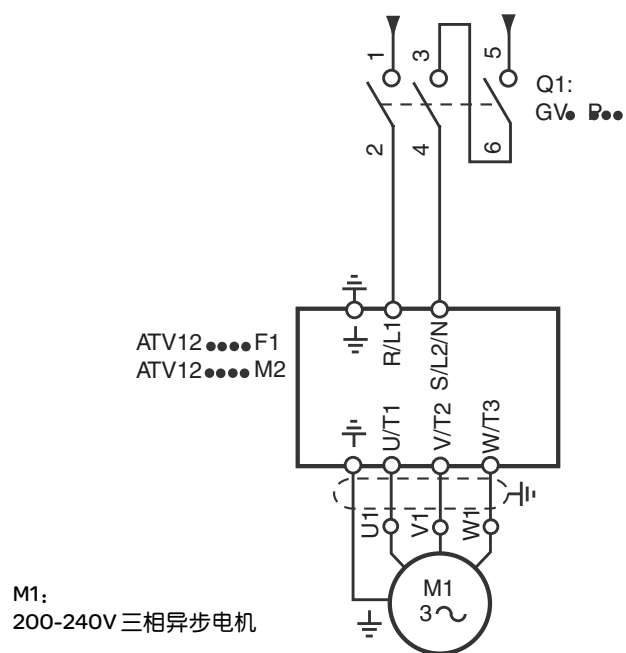 1
3
5
Q1:
GV●
2
4
6
ATV12●●●●F1
ATV12●●●●M2
R/L1
S/L2/N
U/T1
V/T2
W/T3
U1
V1
W1
M1
3
M1：
200-240V 三相异步电机